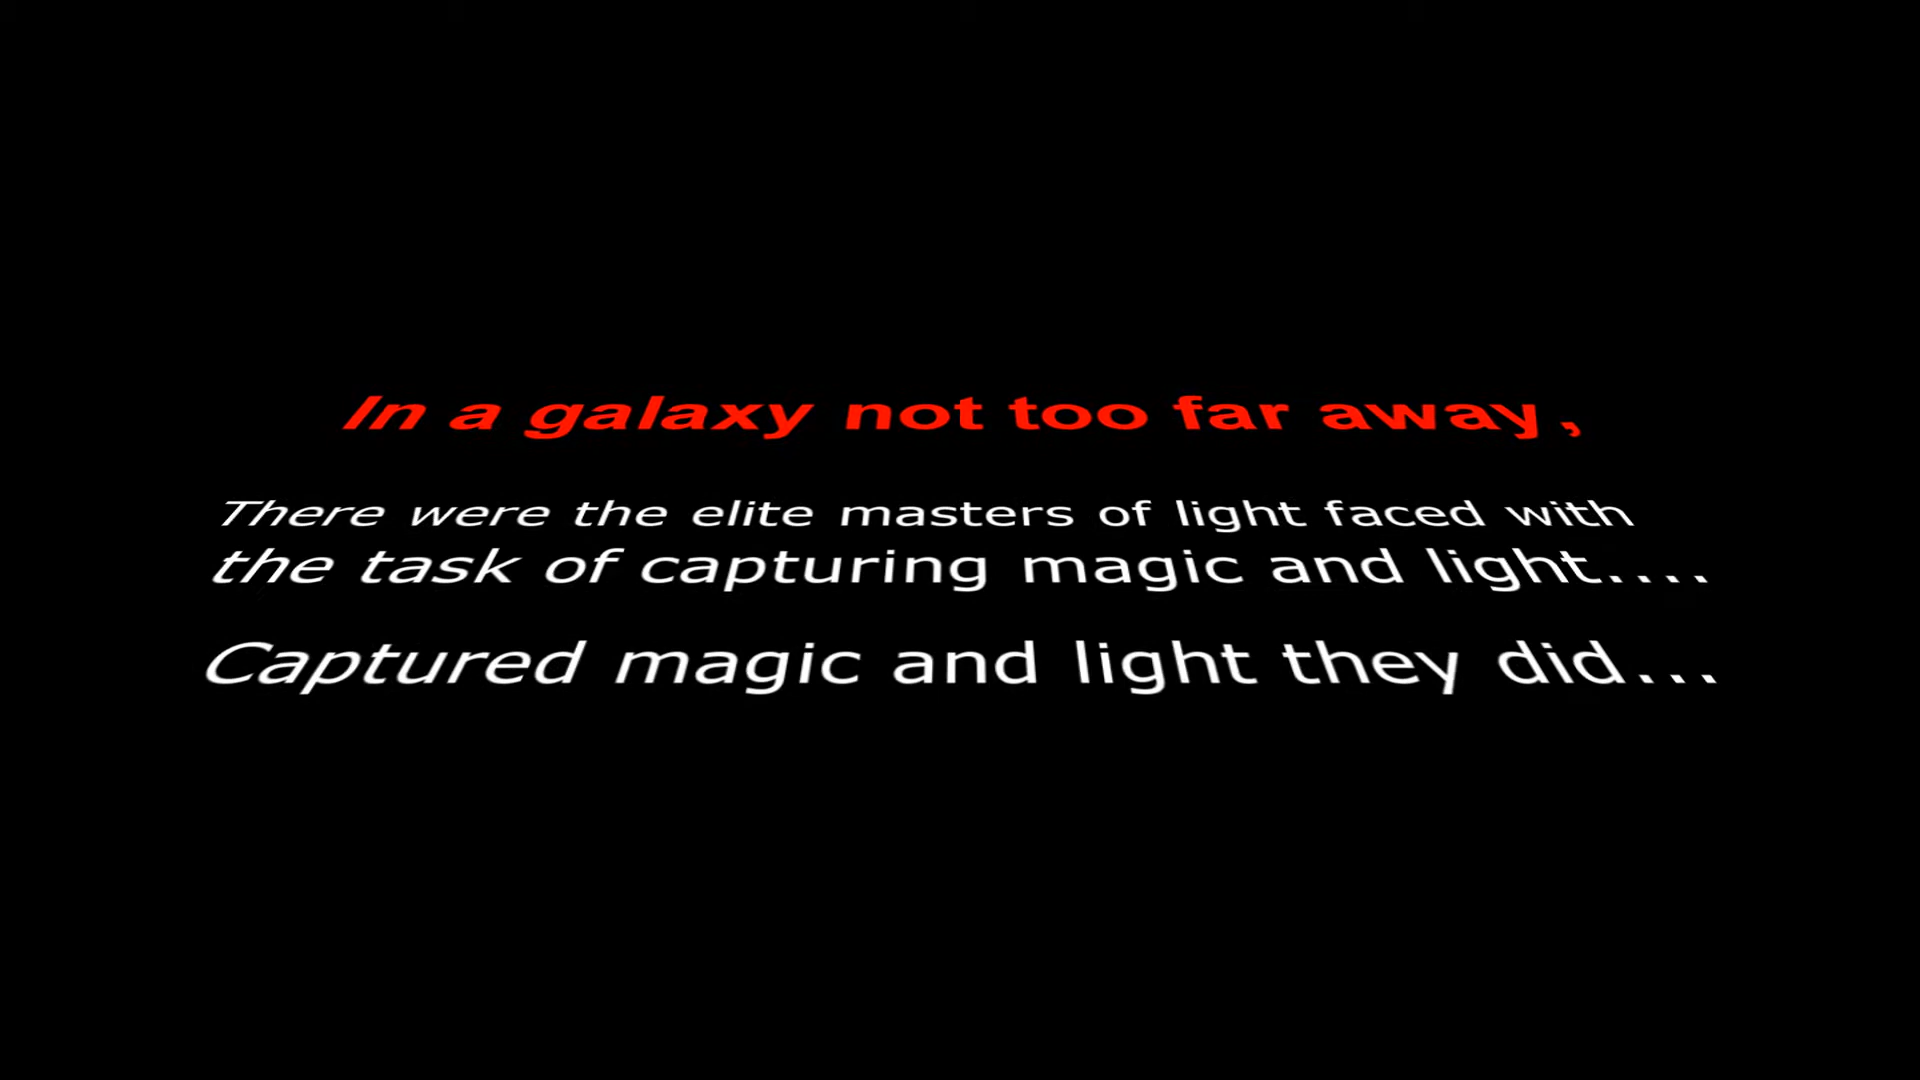 In a galaxy not too far away,
There were the elite masters of light faced with
the task of capturing magic and light....
Captured magic and light they did...